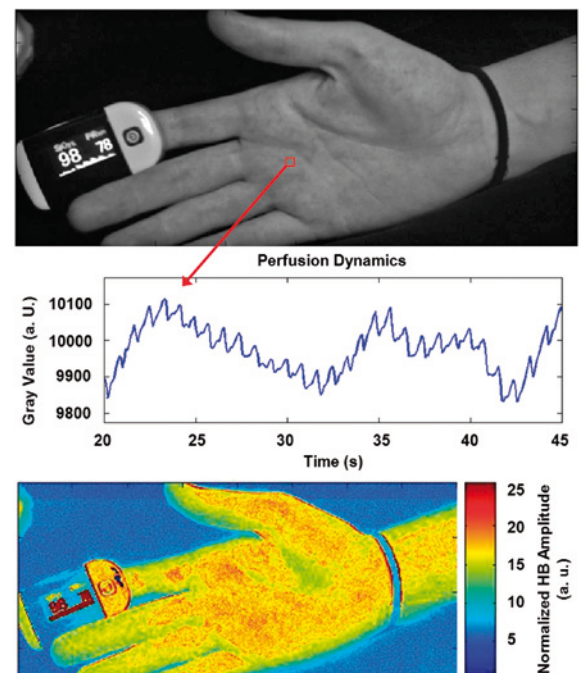 SpO₂ PRbpm
98 78
Perfusion Dynamics
Gray Value (a. U.)
10100
10000
9900
9800
20 25 30 35 40 45
Time (s)
98
25
20
15
10
5
Normalized HB Amplitude
(a. u.)